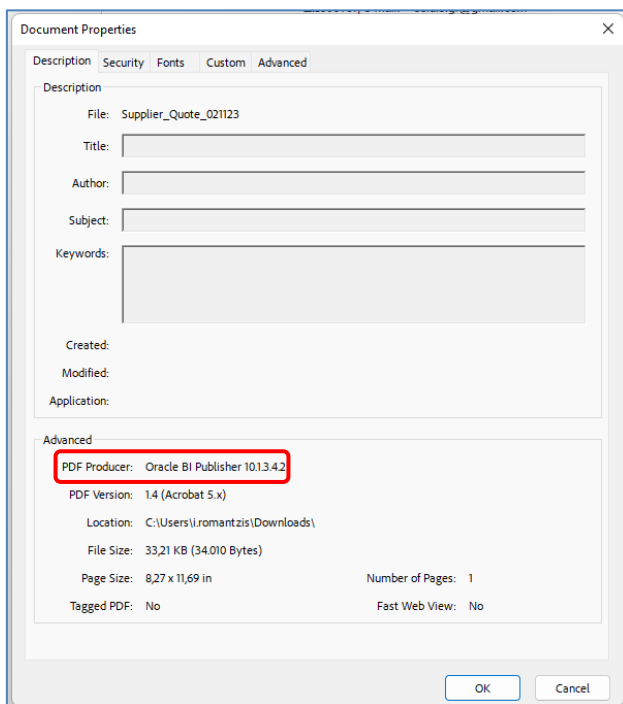 Document Properties
Description Security Fonts Custom Advanced
Description
File: Supplier_Quote_021123
Title:
Author:
Subject:
Keywords:
Created:
Modified:
Application:
Advanced
PDF Producer: Oracle BI Publisher 10.1.3.4.2
PDF Version: 1.4 (Acrobat 5.x)
Location: C:\Users\i.romantzis\Downloads\
File Size: 33,21 KB (34.010 Bytes)
Page Size: 8,27 x 11,69 in Number of Pages: 1
Tagged PDF: No Fast Web View: No
OK Cancel